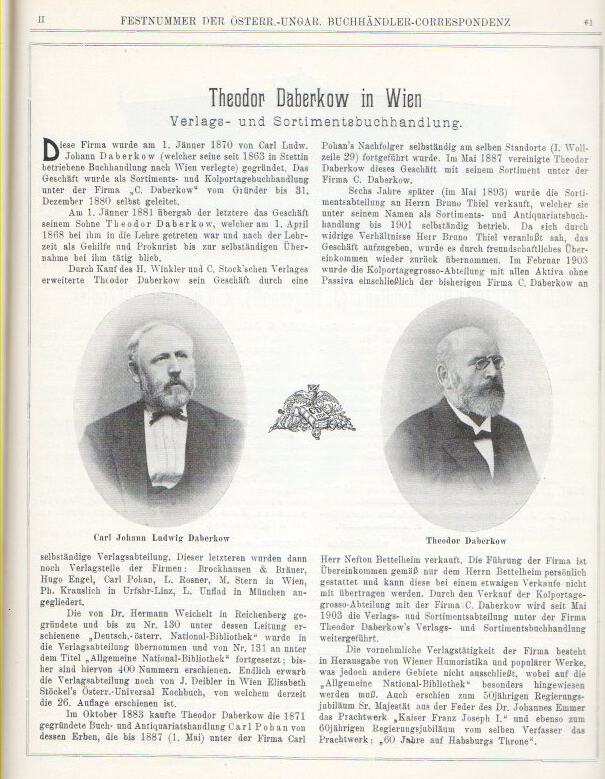 II
FESTNUMMER DER ÖSTERR.-UNGAR. BUCHHÄNDLER-CORRESPONDENZ
61
Theodor Daberkow in Wien
Verlags- und Sortimentsbuchhandlung.
Diese Firma wurde am 1. Jänner 1870 von Carl Ludw.
Johann Daberkow (welcher seine seit 1863 in Stettin
betriebene Buchhandlung nach Wien verlegte) gegründet. Das
Geschäft wurde als Sortiments- und Kolportagebuchhandlung
unter der Firma „C. Daberkow" vom Gründer bis 31.
Dezember 1880 selbst geleitet.
Am 1. Jänner 1881 übergab der letztere das Geschäft
seinem Sohne Theodor Daberkow, welcher am 1. April
1868 bei ihm in die Lehre getreten war und nach der Lehr-
zeit als Gehilfe und Prokurist bis zur selbständigen Über-
nahme bei ihm tätig blieb.
Durch Kauf des H. Winkler und C. Stock'schen Verlages
erweiterte Theodor Daberkow sein Geschäft durch eine
Pohan's Nachfolger selbständig am selben Standorte (I. Woll-
zeile 29) fortgeführt wurde. Im Mai 1887 vereinigte Theodor
Daberkow dieses Geschäft mit seinem Sortiment unter der
Firma C. Daberkow.
Sechs Jahre später (im Mai 1893) wurde die Sorti-
mentsabteilung an Herrn Bruno Thiel verkauft, welcher sie
unter seinem Namen als Sortiments- und Antiquariatsbuch-
handlung bis 1901 selbständig betrieb. Da sich durch
widrige Verhältnisse Herr Bruno Thiel veranlaßt sah, das
Geschäft aufzugeben, wurde es durch freundschaftliches Über-
einkommen wieder zurück übernommen. Im Februar 1903
wurde die Kolportagegrosso-Abteilung mit allen Aktiva ohne
Passiva einschließlich der bisherigen Firma C. Daberkow an
Carl Johann Ludwig Daberkow
Theodor Daberkow
selbständige Verlagsabteilung. Dieser letzteren wurden dann
noch Verlagsteile der Firmen: Brockhausen & Bräuer,
Hugo Engel, Carl Pohan, L. Rosner, M. Stern in Wien,
Ph. Krauslich in Urfahr-Linz, L. Unflad in München an-
gegliedert.
Die von Dr. Hermann Weichelt in Reichenberg ge-
gründete und bis zu Nr. 130 unter dessen Leitung er-
schienene „Deutsch.-österr. National-Bibliothek" wurde in
die Verlagsabteilung übernommen und von Nr. 131 an unter
dem Titel „Allgemeine National-Bibliothek" fortgesetzt; bis-
her sind hiervon 400 Nummern erschienen. Endlich erwarb
die Verlagsabteilung noch von J. Deibler in Wien Elisabeth
Stöckel's Österr.-Universal Kochbuch, von welchem derzeit
die 26. Auflage erschienen ist.
Im Oktober 1883 kaufte Theodor Daberkow die 1871
gegründete Buch- und Antiquariatshandlung Carl Pohan von
dessen Erben, die bis 1887 (1. Mai) unter der Firma Carl
Herr Nefton Bettelheim verkauft. Die Führung der Firma ist
Übereinkommen gemäß nur dem Herrn Bettelheim persönlich
gestattet und kann diese bei einem etwaigen Verkaufe nicht
mit übertragen werden. Durch den Verkauf der Kolportage-
grosso-Abteilung mit der Firma C. Daberkow wird seit Mai
1903 die Verlags- und Sortimentsabteilung unter der Firma
Theodor Daberkow's Verlags- und Sortimentsbuchhandlung
weitergeführt.
Die vornehmliche Verlagstätigkeit der Firma besteht
in Herausgabe von Wiener Humoristika und populärer Werke,
was jedoch andere Gebiete nicht ausschließt, wobei auf die
„Allgemeine National-Bibliothek" besonders hingewiesen
werden muß. Auch erschien zum 50jährigen Regierungs-
jubiläum Sr. Majestät aus der Feder des Dr. Johannes Emmer
das Prachtwerk „Kaiser Franz Joseph I." und ebenso zum
60jährigen Regierungsjubiläum vom selben Verfasser das
Prachtwerk: „60 Jahre auf Habsburgs Throne".